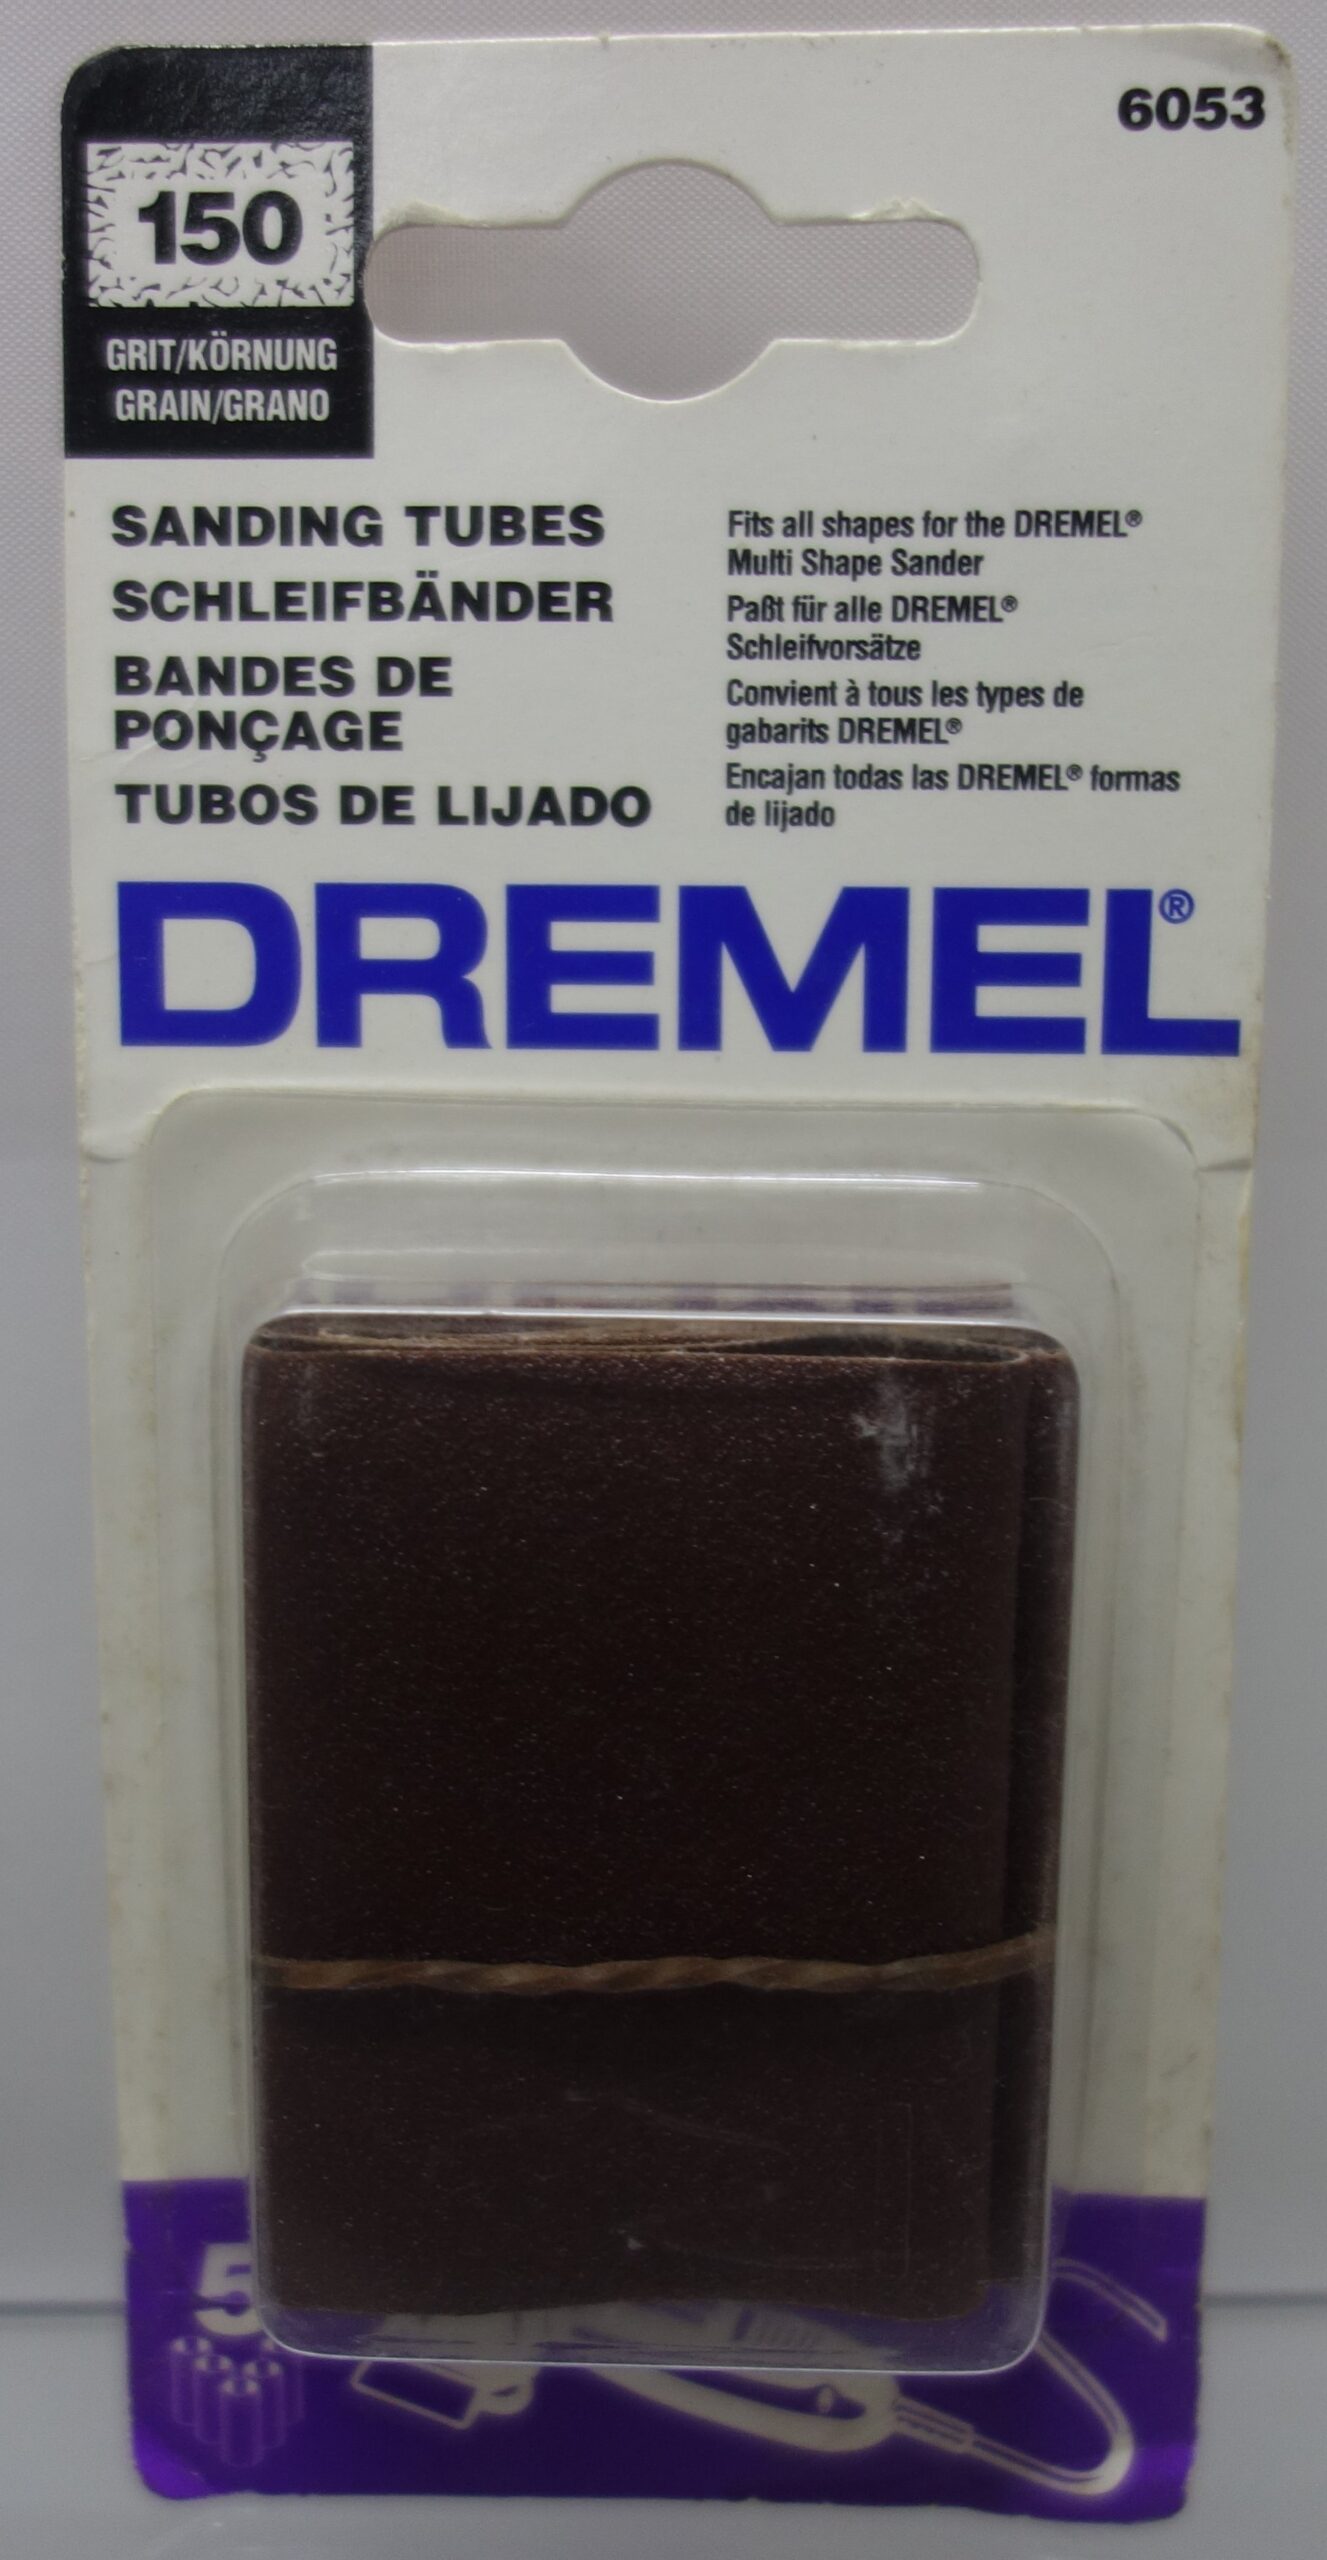 6053
150
GRIT/KÖRNUNG
GRAIN/GRANO
SANDING TUBES
SCHLEIFBÄNDER
BANDES DE
PONÇAGE
TUBOS DE LIJADO
Fits all shapes for the DREMEL®
Multi Shape Sander
Paßt für alle DREMEL®
Schleifvorsätze
Convient à tous les types de
gabarits DREMEL®
Encajan todas las DREMEL® formas
de lijado
DREMEL®
5